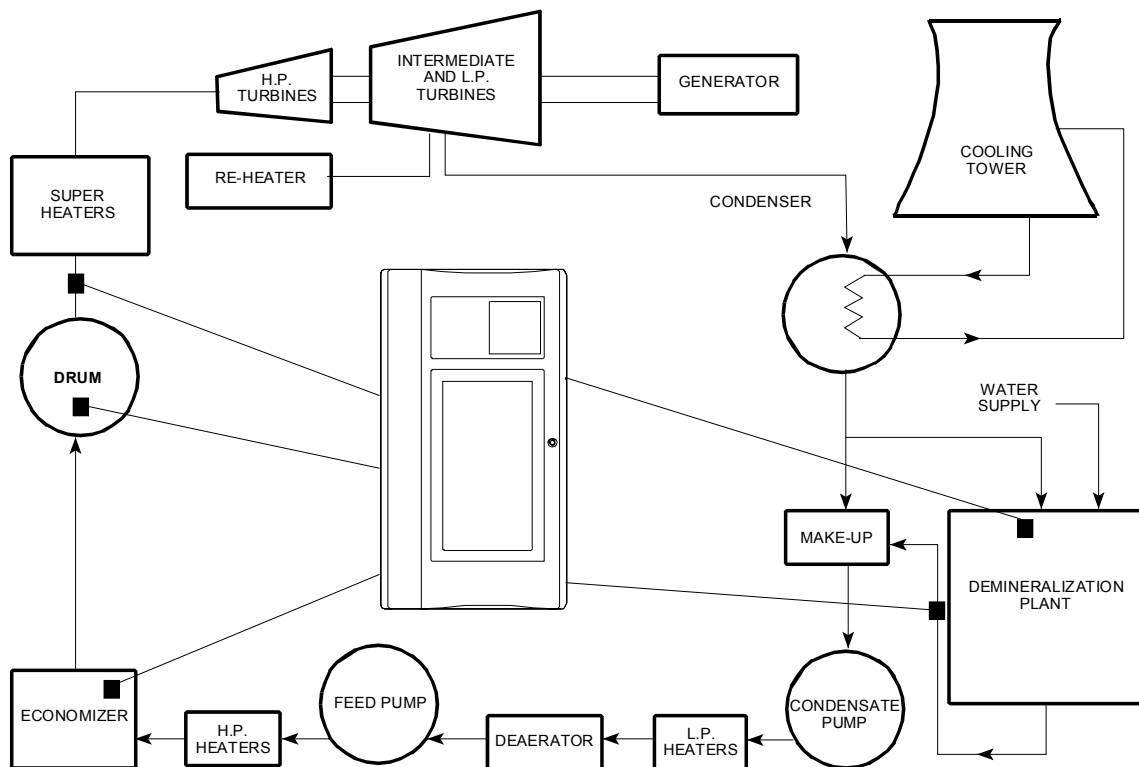 H.P.
TURBINES
INTERMEDIATE
AND L.P.
TURBINES
GENERATOR
COOLING
TOWER
SUPER
HEATERS
RE-HEATER
CONDENSER
DRUM
WATER
SUPPLY
MAKE-UP
DEMINERALIZATION
PLANT
ECONOMIZER
H.P.
HEATERS
FEED PUMP
DEAERATOR
L.P.
HEATERS
CONDENSATE
PUMP